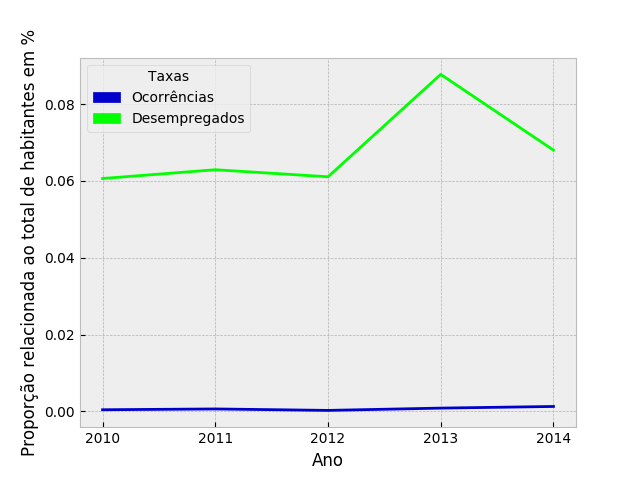 Proporção relacionada ao total de habitantes em %
Taxas
Ocorrências
Desempregados
0.08
0.06
0.04
0.02
0.00
2010 2011 2012 2013 2014
Ano